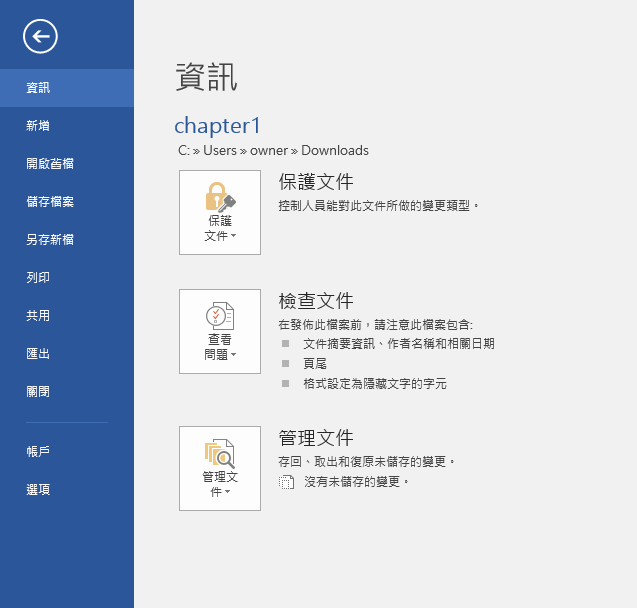 資訊
新增
開啟舊檔
儲存檔案
另存新檔
列印
共用
匯出
關閉
帳戶
選項
資訊
chapter1
C: » Users » owner » Downloads
保護
文件
保護文件
控制人員能對此文件所做的變更類型。
查看
問題
檢查文件
在發佈此檔案前，請注意此檔案包含:
文件摘要資訊、作者名稱和相關日期
頁尾
格式設定為隱藏文字的字元
管理文
件
管理文件
存回、取出和復原未儲存的變更。
沒有未儲存的變更。